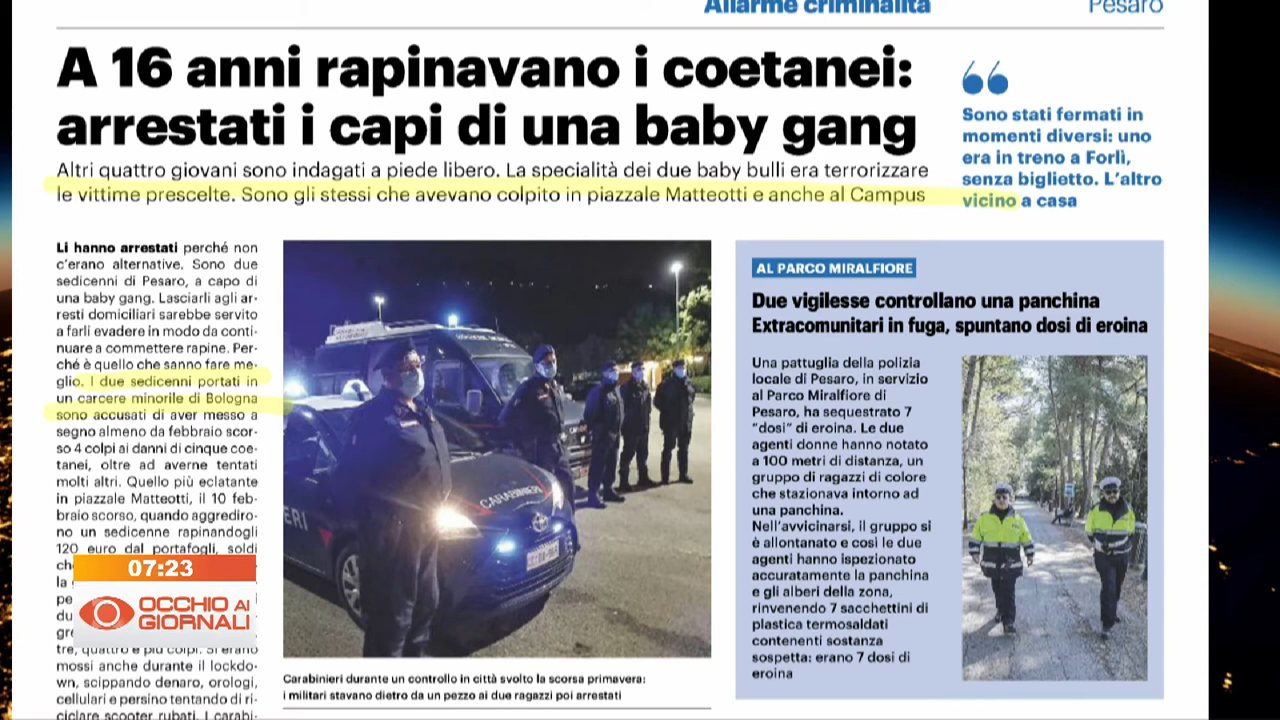 Allarme criminalità
Pesaro
A 16 anni rapinavano i coetanei:
arrestati i capi di una baby gang
Altri quattro giovani sono indagati a piede libero. La specialità dei due baby bulli era terrorizzare
le vittime prescelte. Sono gli stessi che avevano colpito in piazzale Matteotti e anche al Campus
Sono stati fermati in
momenti diversi: uno
era in treno a Forlì,
senza biglietto. L'altro
vicino a casa
Li hanno arrestati perché non
c'erano alternative. Sono due
sedicenni di Pesaro, a capo di
una baby gang. Lasciarli agli ar-
resti domiciliari sarebbe servito
a farli evadere in modo da conti-
nuare a commettere rapine. Per-
ché è quello che sanno fare me-
glio. I due sedicenni portati in
un carcere minorile di Bologna
sono accusati di aver messo a
segno almeno da febbraio scor-
so 4 colpi ai danni di cinque coe-
tanei, oltre ad averne tentati
molti altri. Quello più eclatante
in piazzale Matteotti, il 10 feb-
braio scorso, quando aggrediro-
no un sedicenne rapinandogli
120 euro dal portafogli, soldi
07:23
OCCHIO AI
GIORNALI
tre, quattro e più colpi. Si erano
mossi anche durante il lockdo-
wn, scippando denaro, orologi,
cellulari e persino tentando di ri-
ciclare scooter rubati. I carabi-
CARABINIERI
Carabinieri durante un controllo in città svolto la scorsa primavera:
i militari stavano dietro da un pezzo ai due ragazzi poi arrestati
AL PARCO MIRALFIORE
Due vigilesse controllano una panchina
Extracomunitari in fuga, spuntano dosi di eroina
Una pattuglia della polizia
locale di Pesaro, in servizio
al Parco Miralfiore di
Pesaro, ha sequestrato 7
"dosi" di eroina. Le due
agenti donne hanno notato
a 100 metri di distanza, un
gruppo di ragazzi di colore
che stazionava intorno ad
una panchina.
Nell'avvicinarsi, il gruppo si
è allontanato e così le due
agenti hanno ispezionato
accuratamente la panchina
e gli alberi della zona,
rinvenendo 7 sacchettini di
plastica termosaldati
contenenti sostanza
sospetta: erano 7 dosi di
eroina